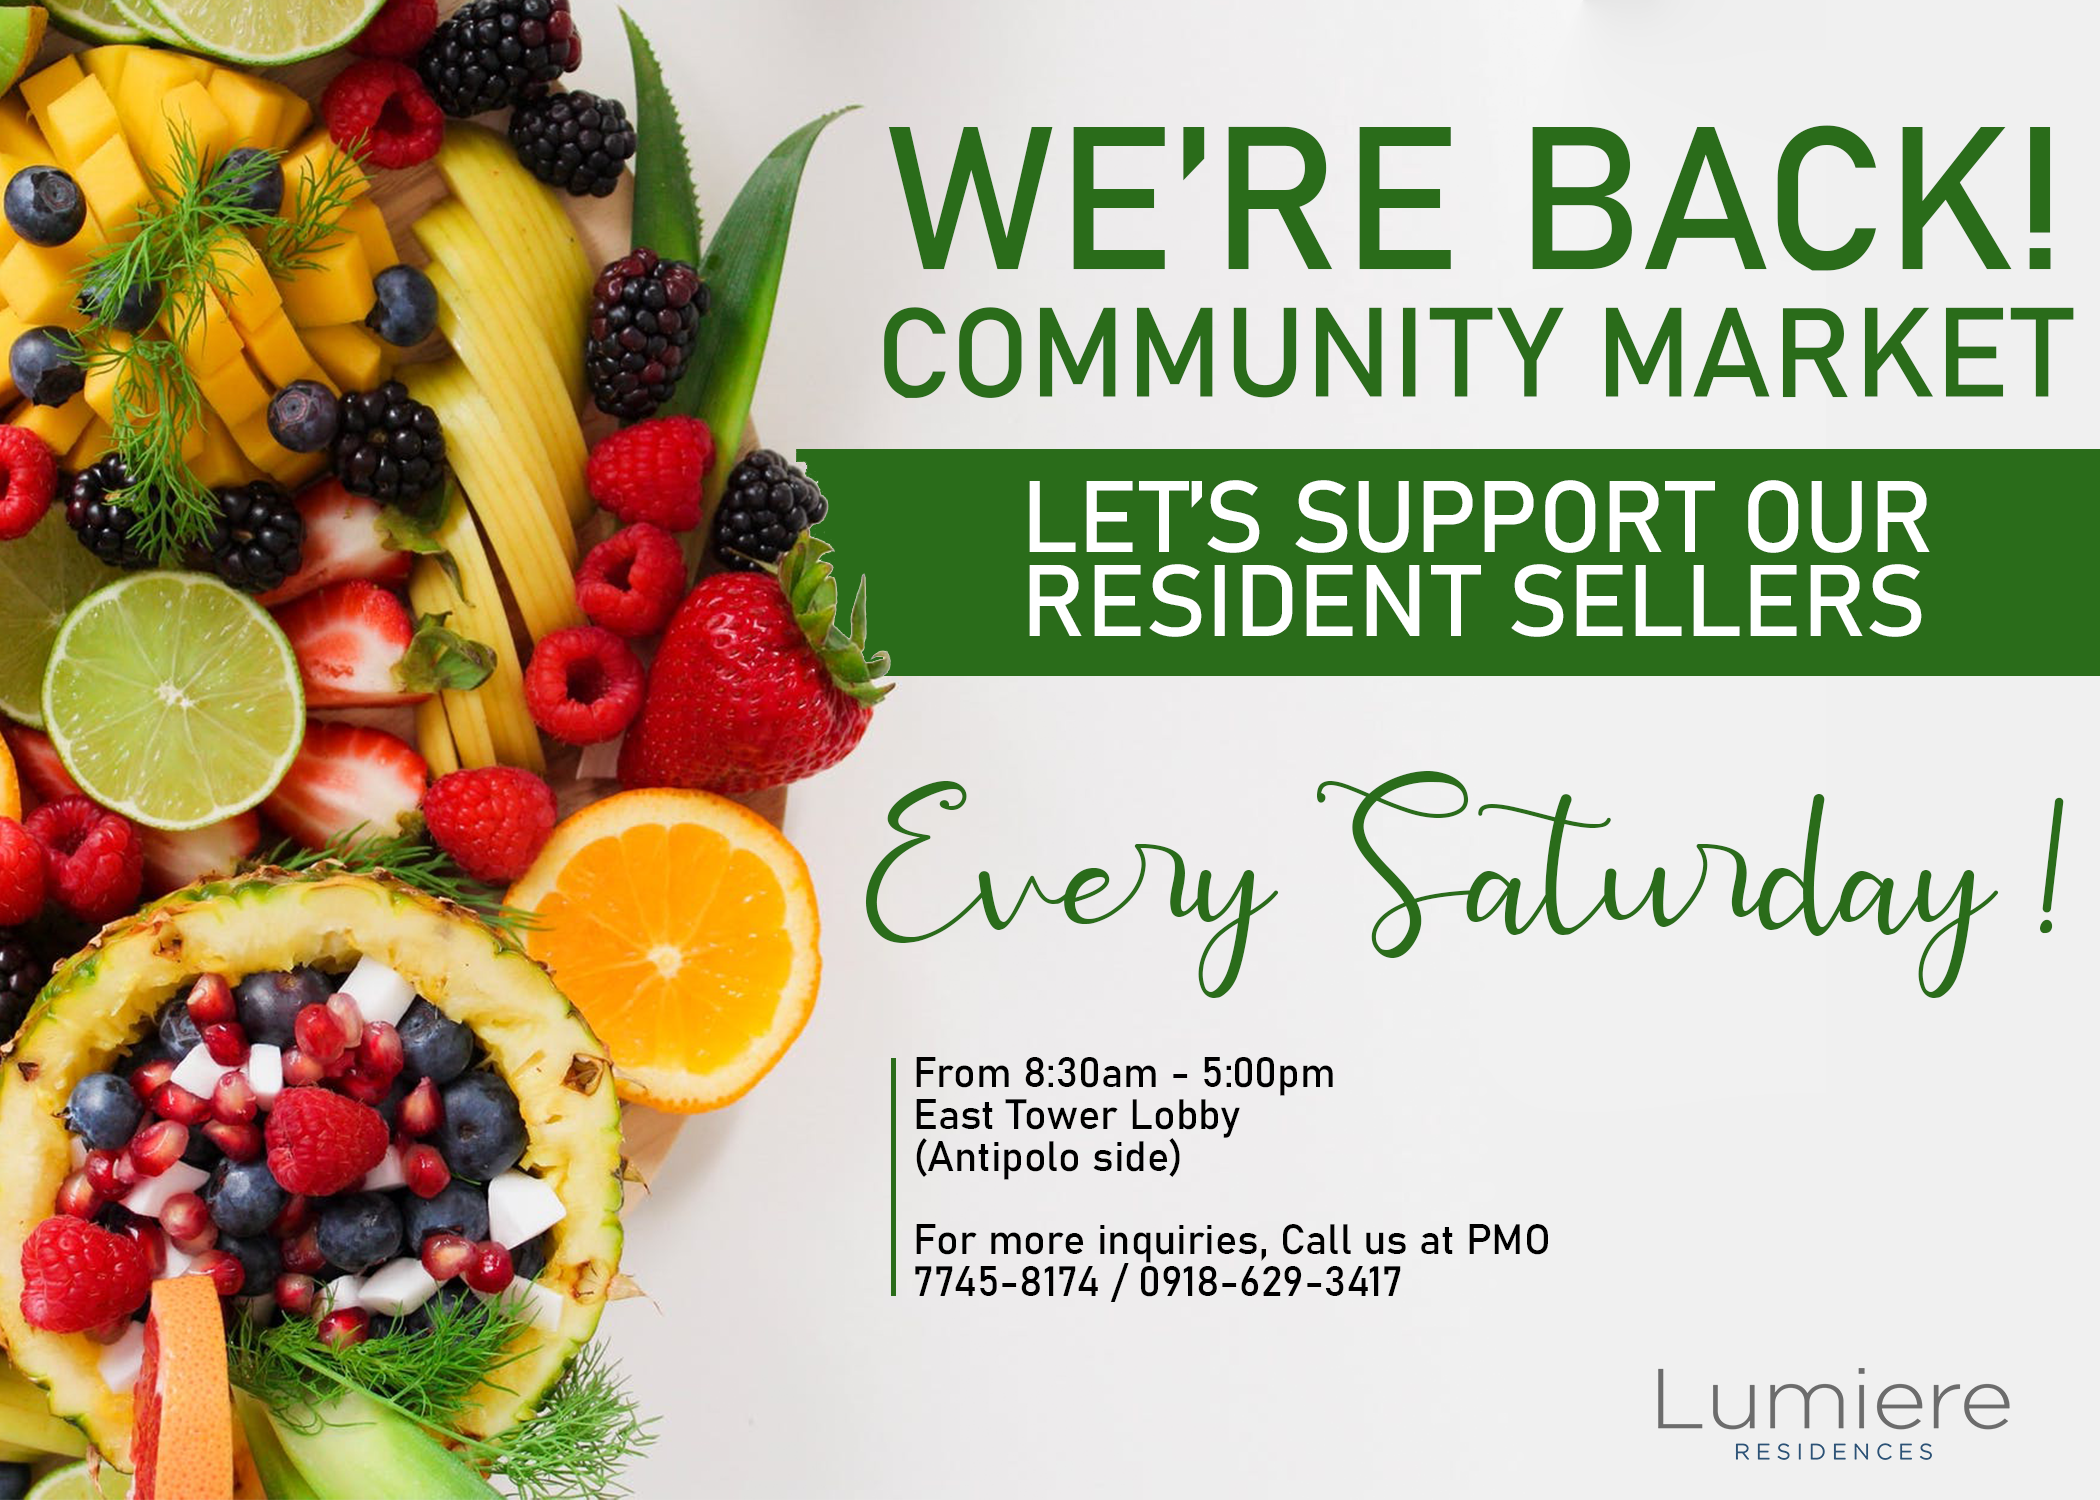 WE'RE BACK!
COMMUNITY MARKET
LET'S SUPPORT OUR
RESIDENT SELLERS
Every Saturday!
From 8:30am - 5:00pm
East Tower Lobby
(Antipolo side)
For more inquiries, Call us at PMO
7745-8174 / 0918-629-3417
Lumiere
RESIDENCES